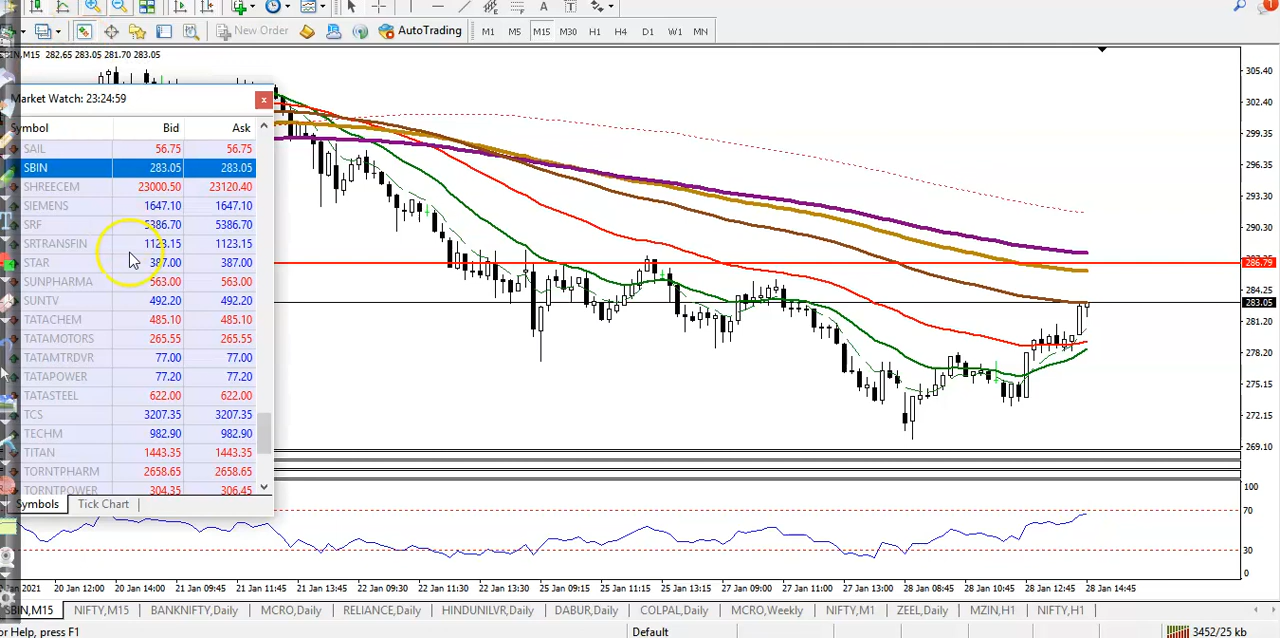 A T
New Order AutoTrading M1 M5 M15 M30 H1 H4 D1 W1 MN
BIN,M15 282.65 283.05 281.70 283.05
Market Watch: 23:24:59 x
Symbol Bid Ask
SAIL 56.75 56.75
SBIN 283.05 283.05
SHREECEM 23000.50 23120.40
SIEMENS 1647.10 1647.10
SRF 5386.70 5386.70
SRTRANSFIN 1123.15 1123.15
STAR 387.00 387.00
SUNPHARMA 563.00 563.00
SUNTV 492.20 492.20
TATACHEM 485.10 485.10
TATAMOTORS 265.55 265.55
TATAMTRDVR 77.00 77.00
TATAPOWER 77.20 77.20
TATASTEEL 622.00 622.00
TCS 3207.35 3207.35
TECHM 982.90 982.90
TITAN 1443.35 1443.35
TORNTPHARM 2658.65 2658.65
TORNTPOWER 304.35 306.45
Symbols Tick Chart
305.40
302.40
299.35
296.35
293.30
290.30
286.79
284.25
283.05
281.20
278.20
275.15
272.15
269.10
100
70
30
0
Jan 2021 20 Jan 12:00 20 Jan 14:00 21 Jan 09:45 21 Jan 11:45 22 Jan 09:30 22 Jan 11:30 22 Jan 12:45 25 Jan 09:15 25 Jan 11:15 25 Jan 13:15 27 Jan 09:00 27 Jan 11:00 27 Jan 13:00 28 Jan 08:45 28 Jan 10:45 28 Jan 12:45 28 Jan 14:45
SBIN,M15 NIFTY,M15 BANKNIFTY,Daily MCRO,Daily RELIANCE,Daily HINDUNILVR,Daily DABUR,Daily COLPAL,Daily MCRO,Weekly NIFTY,M1 ZEEL,Daily MZIN,H1 NIFTY,H1
or Help, press F1 Default 3452/25 kb